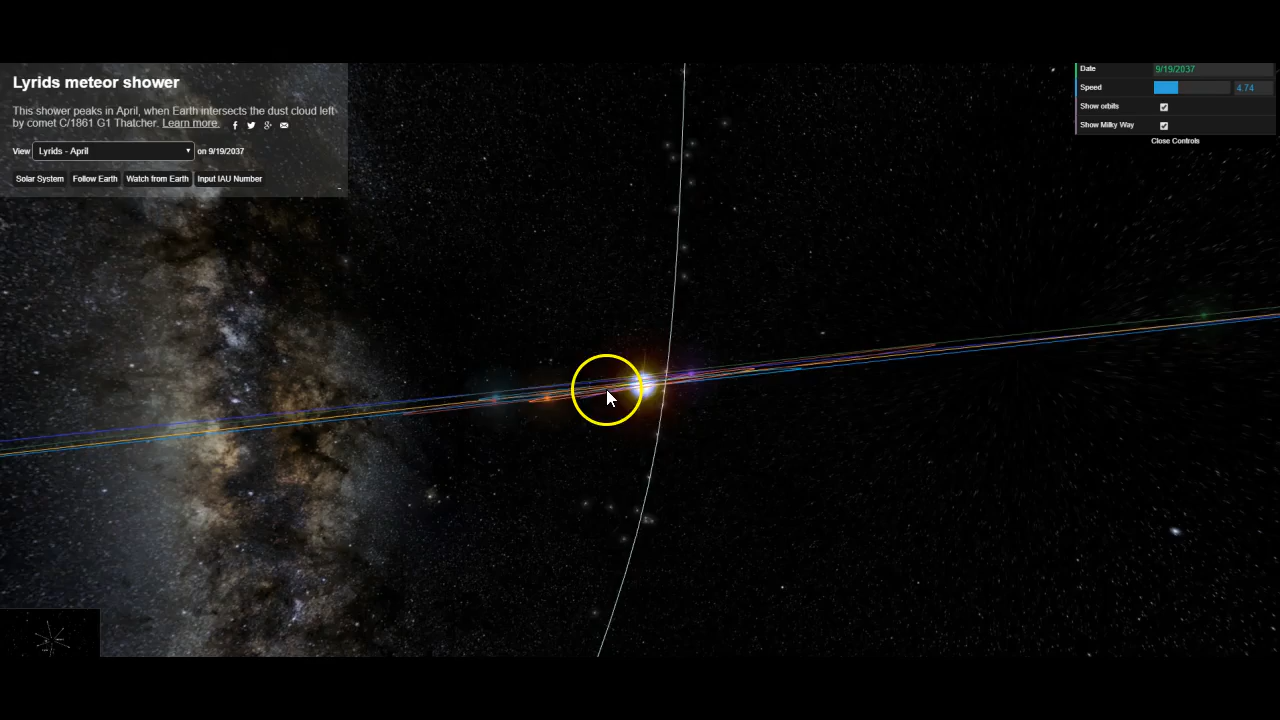 Lyrids meteor shower
This shower peaks in April, when Earth intersects the dust cloud left
by comet C/1861 G1 Thatcher. Learn more.
View Lyrids - April on 9/19/2037
Solar System Follow Earth Watch from Earth Input IAU Number
Date 9/19/2037
Speed 4.74
Show orbits
Show Milky Way
Close Controls